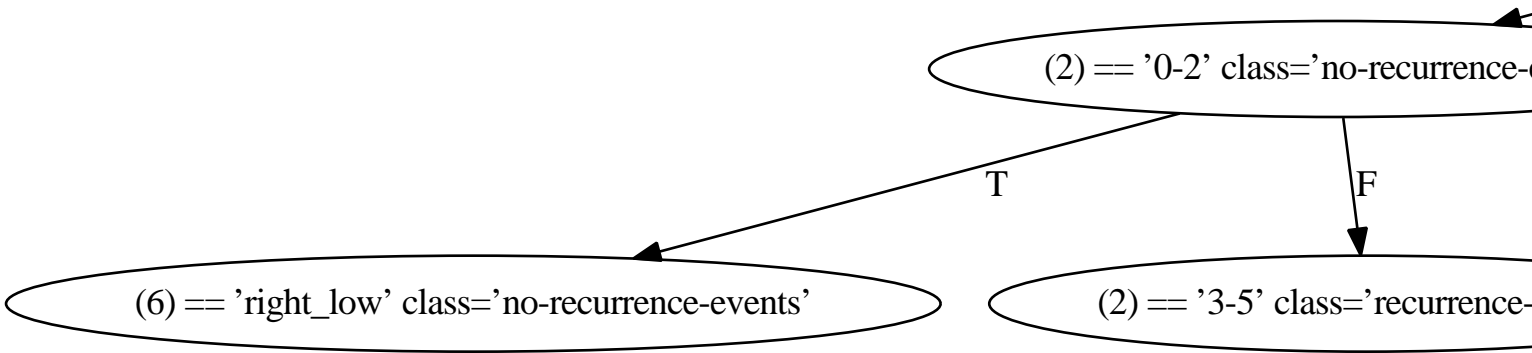 (2) == ’0-2’ class=’no-recurrence-
T
F
(6) == ’right_low’ class=’no-recurrence-events’
(2) == ’3-5’ class=’recurrence-